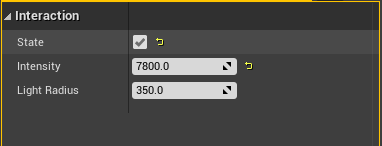 Interaction
State
Intensity 7800.0
Light Radius 350.0